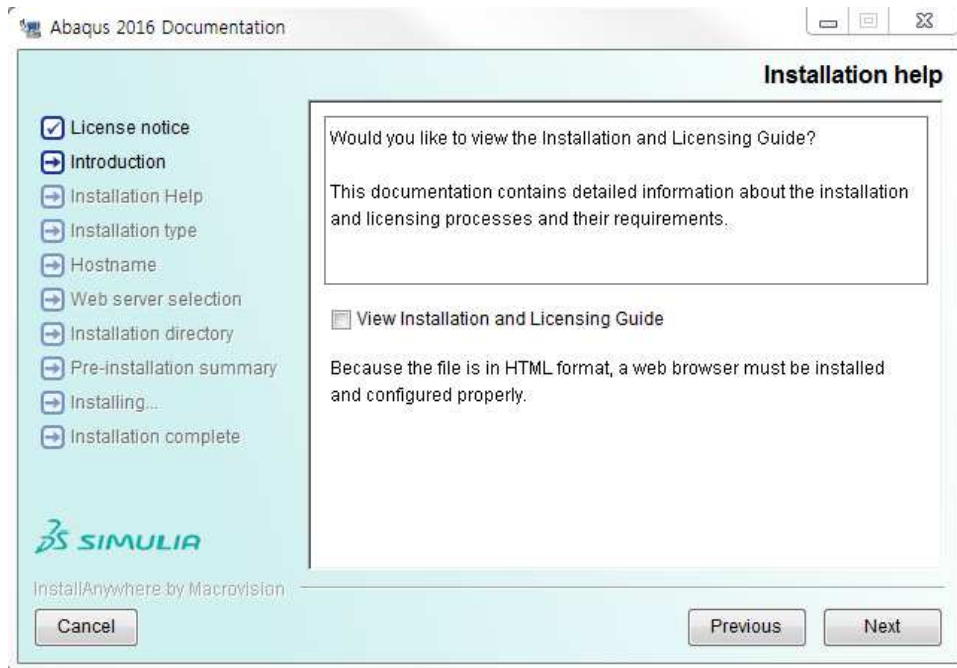 Abaqus 2016 Documentation
Installation help
License notice
Introduction
Installation Help
Installation type
Hostname
Web server selection
Installation directory
Pre-installation summary
Installing...
Installation complete
Would you like to view the Installation and Licensing Guide?
This documentation contains detailed information about the installation
and licensing processes and their requirements.
View Installation and Licensing Guide
Because the file is in HTML format, a web browser must be installed
and configured properly.
SIMULIA
InstallAnywhere by Macrovision
Cancel
Previous
Next